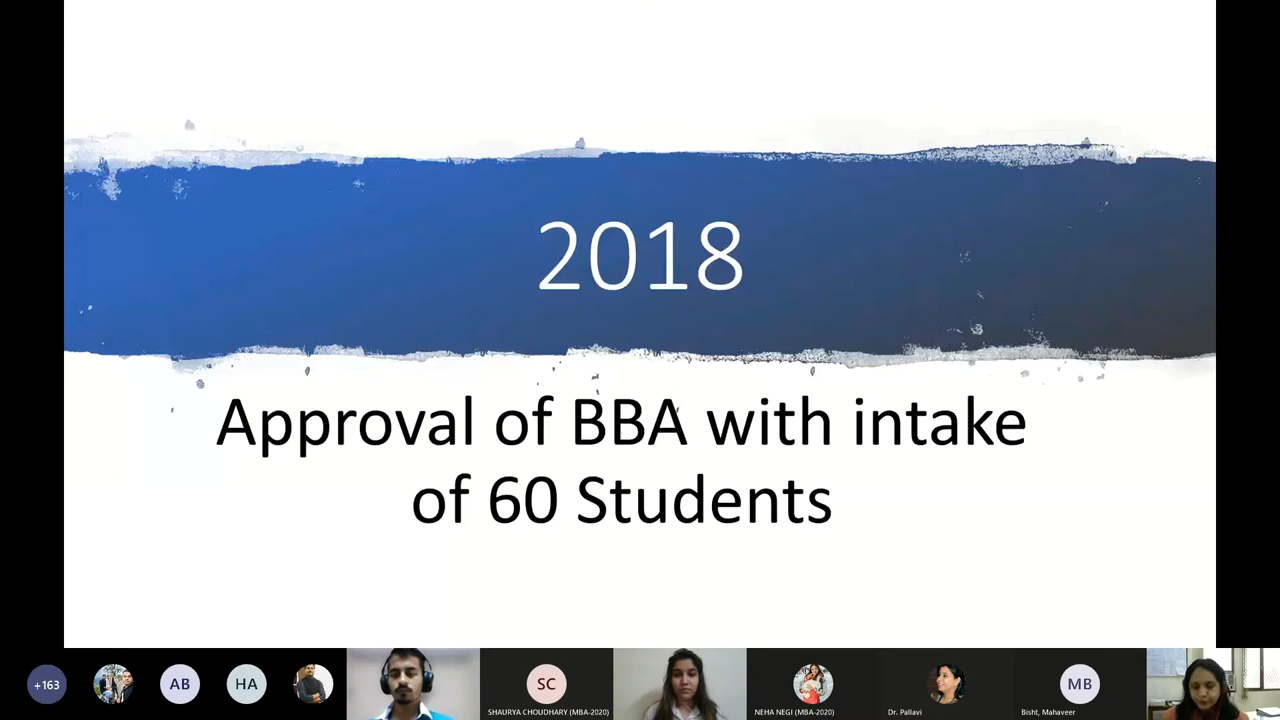 2018
Approval of BBA with intake
of 60 Students
+163
AB
HA
SC
SHAURYA CHOUDHARY (MBA-2020)
NEHA NEGI (MBA-2020)
Dr. Pallavi
MB
Bisht, Mahaveer